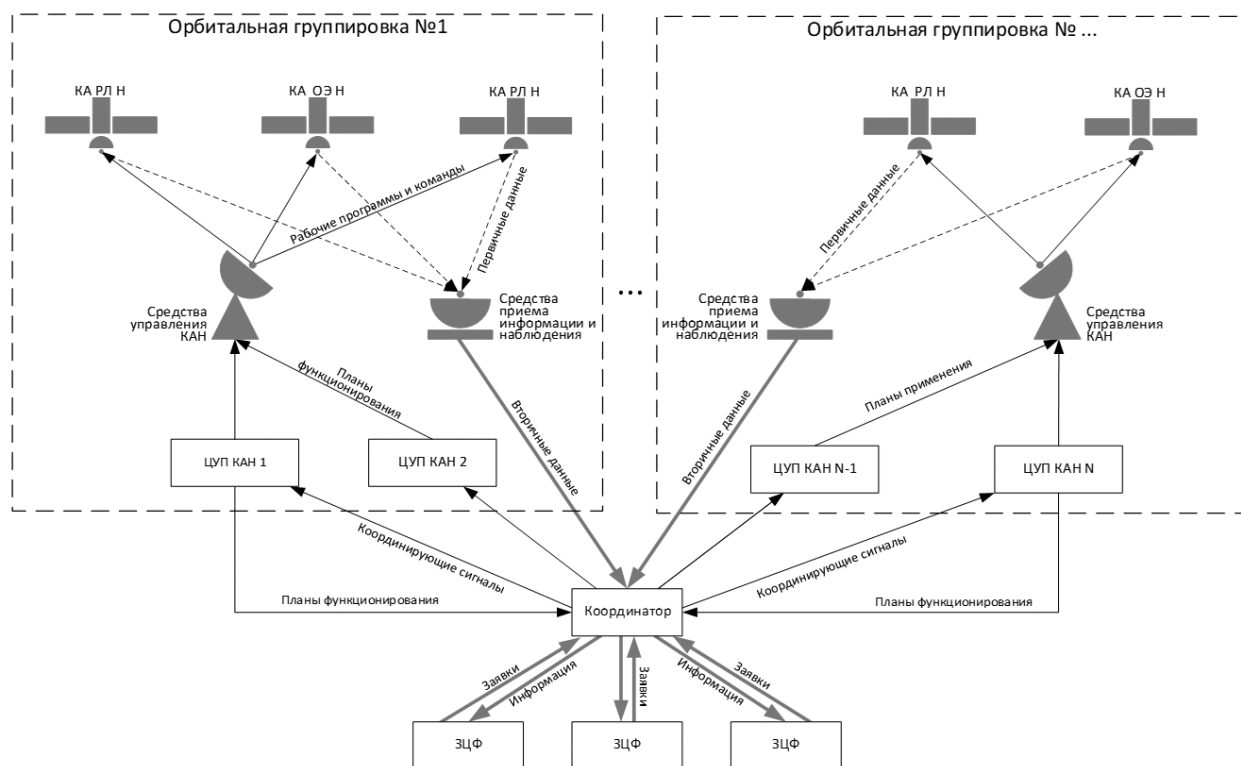 Орбитальная группировка №1
Орбитальная группировка № ...
КА РЛ Н
КА ОЭ Н
КА РЛ Н
КА РЛ Н
КА ОЭ Н
Рабочие программы и команды
Первичные данные
Первичные данные
Средства
управления
КАН
Средства
приема
информации и
наблюдения
...
Средства
приема
информации и
наблюдения
Средства
управления
КАН
Планы
функционирования
Вторичные данные
Вторичные данные
Планы применения
ЦУП КАН 1
ЦУП КАН 2
ЦУП КАН N-1
ЦУП КАН N
Координирующие сигналы
Координирующие сигналы
Планы функционирования
Координатор
Планы функционирования
Заявки
Информация
Заявки
Информация
Заявки
ЗЦФ
ЗЦФ
ЗЦФ